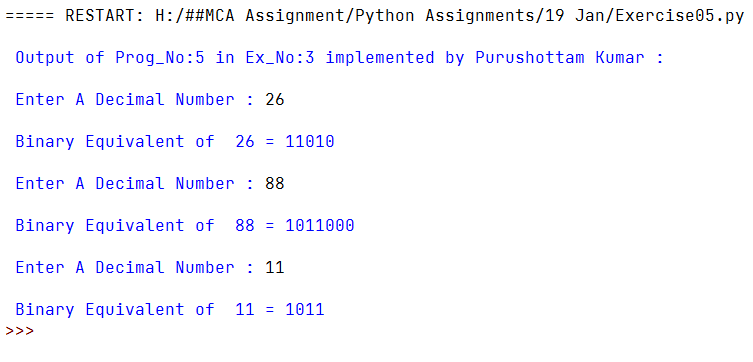 ===== RESTART: H:/##MCA Assignment/Python Assignments/19 Jan/Exercise05.py
Output of Prog_No:5 in Ex_No:3 implemented by Purushottam Kumar :
Enter A Decimal Number : 26
Binary Equivalent of  26 = 11010
Enter A Decimal Number : 88
Binary Equivalent of  88 = 1011000
Enter A Decimal Number : 11
Binary Equivalent of  11 = 1011
>>>